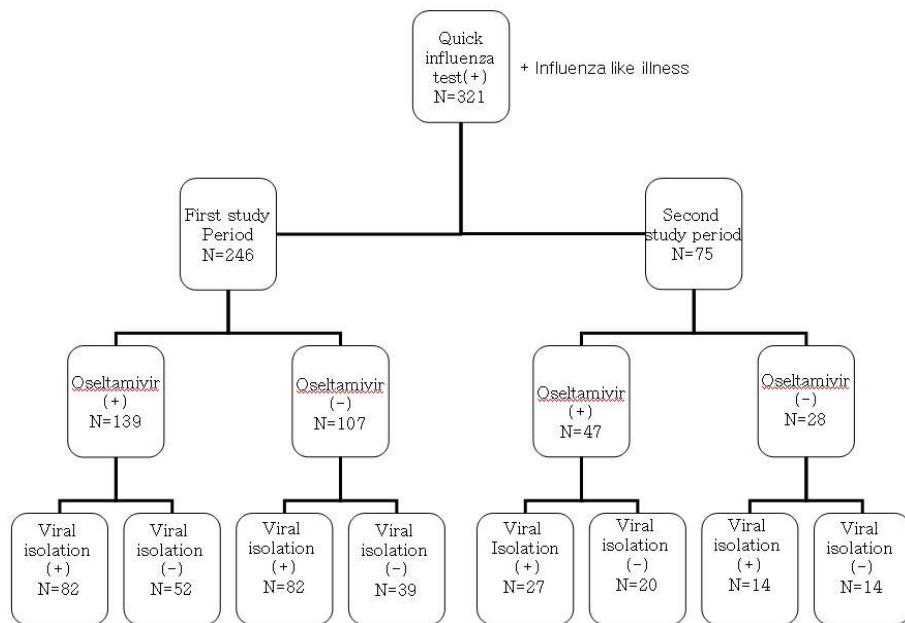 Quick
influenza
test(+)
N=321
+ Influenza like illness
First study
Period
N=246
Second
study period
N=75
Oseltamivir
(+)
N=139
Oseltamivir
(-)
N=107
Oseltamivir
(+)
N=47
Oseltamivir
(-)
N=28
Viral
isolation
(+)
N=82
Viral
isolation
(-)
N=52
Viral
isolation
(+)
N=82
Viral
isolation
(-)
N=39
Viral
Isolation
(+)
N=27
Viral
isolation
(-)
N=20
Viral
isolation
(+)
N=14
Viral
isolation
(-)
N=14